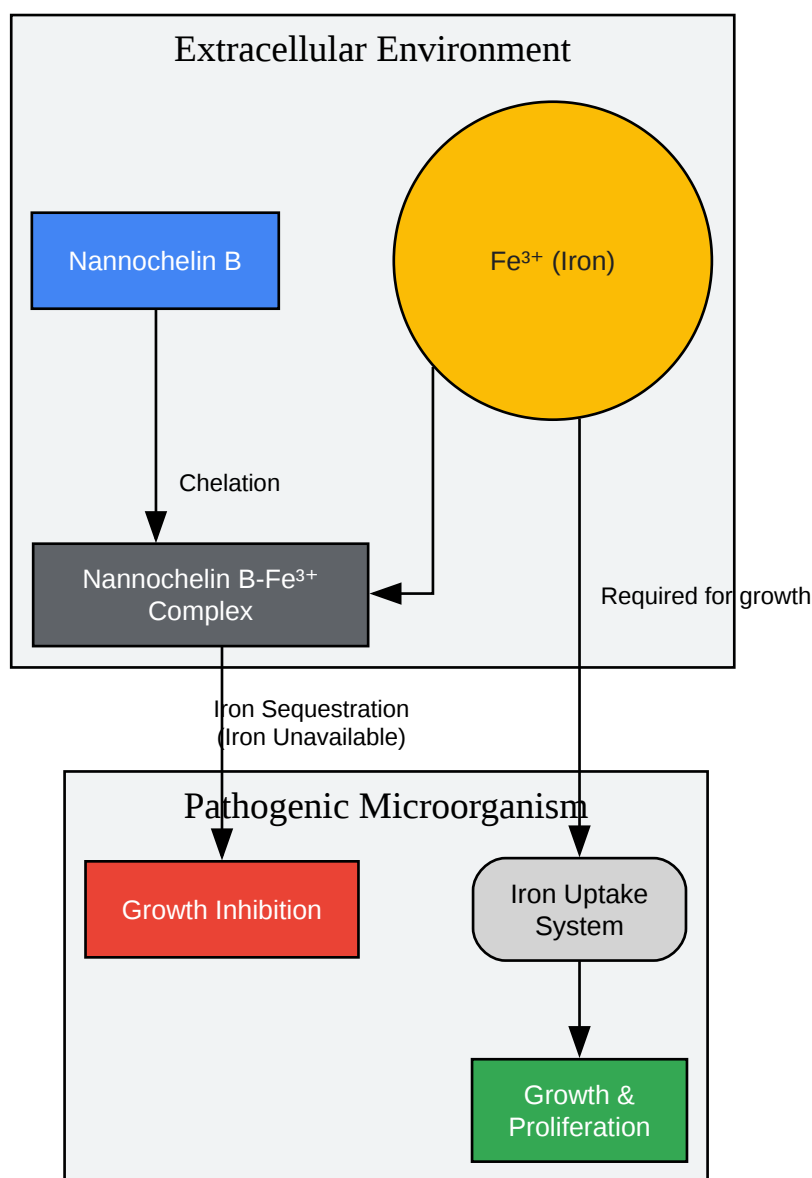 Extracellular Environment
Nannochelin B
Fe³⁺ (Iron)
Chelation
Nannochelin B-Fe³⁺
Complex
Required for growth
Iron Sequestration
(Iron Unavailable)
Pathogenic Microorganism
Growth Inhibition
Iron Uptake
System
Growth &
Proliferation